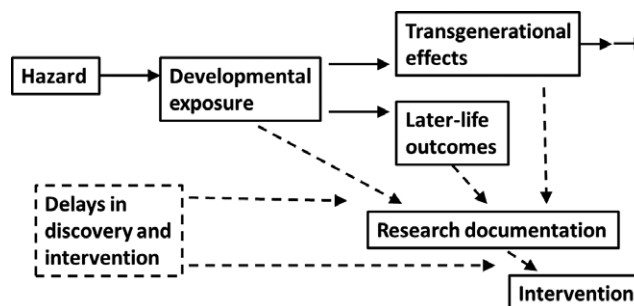 Transgenerational
effects
Hazard
Developmental
exposure
Later-life
outcomes
Delays in
discovery and
intervention
Research documentation
Intervention